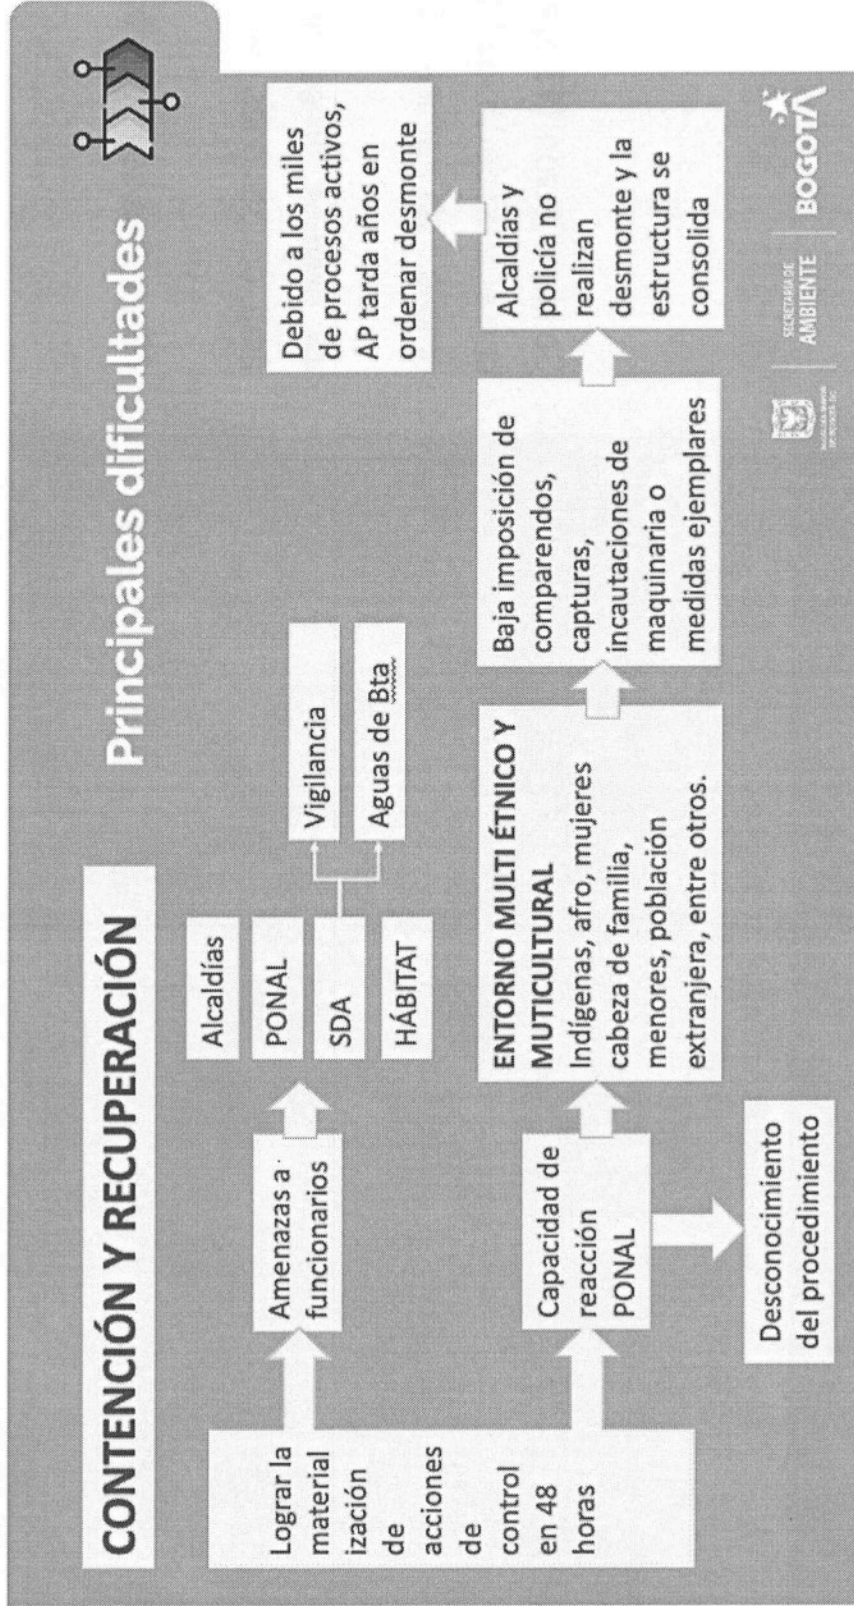 Principales dificultades
CONTENCIÓN Y RECUPERACIÓN
Lograr la
material
ización
de
acciones
de
control
en 48
horas
Amenazas a
funcionarios
Alcaldías
PONAL
SDA
HÁBITAT
Vigilancia
Aguas de Bta
Capacidad de
reacción
PONAL
Desconocimiento
del procedimiento
ENTORNO MULTI ÉTNICO Y
MUTICULTURAL
Indígenas, afro, mujeres
cabeza de familia,
menores, población
extranjera, entre otros.
Baja imposición de
comparendos,
capturas,
incautaciones de
maquinaria o
medidas ejemplares
Alcaldías y
policía no
realizan
desmonte y la
estructura se
consolida
Debido a los miles
de procesos activos,
AP tarda años en
ordenar desmonte
SECRETARÍA DE
AMBIENTE
BOGOTÁ